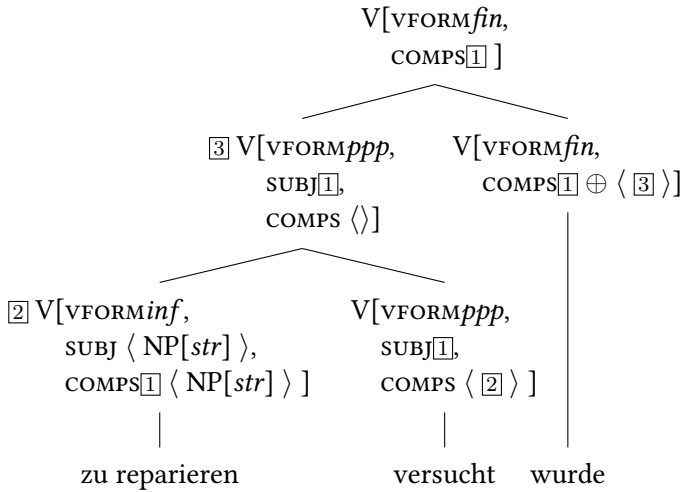 V[VFORM fin,
COMPS 1 ]
3 V[VFORM ppp, V[VFORM fin,
SUBJ 1, COMPS 1 ⊕ ⟨ 3 ⟩]
COMPS ⟨⟩]
2 V[VFORM inf, V[VFORM ppp,
SUBJ ⟨ NP[str] ⟩, SUBJ 1,
COMPS 1 ⟨ NP[str] ⟩ ] COMPS ⟨ 2 ⟩ ]
zu reparieren versucht wurde